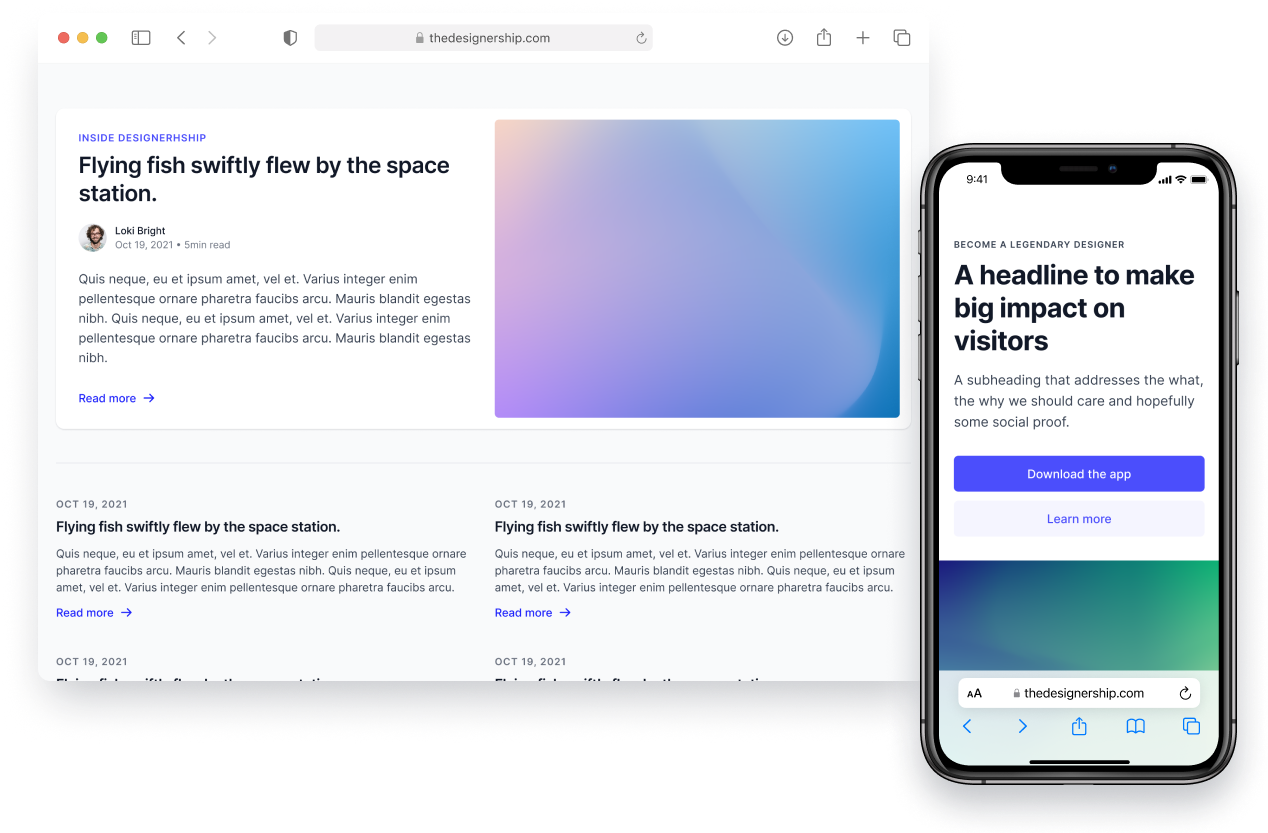 thedesignership.com
INSIDE DESIGNERHSHIP
Flying fish swiftly flew by the space
station.
Loki Bright
Oct 19, 2021 • 5min read
Quis neque, eu et ipsum amet, vel et. Varius integer enim
pellentesque ornare pharetra faucibs arcu. Mauris blandit egestas
nibh. Quis neque, eu et ipsum amet, vel et. Varius integer enim
pellentesque ornare pharetra faucibs arcu. Mauris blandit egestas
nibh.
Read more →
OCT 19, 2021
Flying fish swiftly flew by the space station.
Quis neque, eu et ipsum amet, vel et. Varius integer enim pellentesque ornare
pharetra faucibs arcu. Mauris blandit egestas nibh. Quis neque, eu et ipsum
amet, vel et. Varius integer enim pellentesque ornare pharetra faucibs arcu.
Read more →
OCT 19, 2021
Flying fish swiftly flew by the space station.
Quis neque, eu et ipsum amet, vel et. Varius integer enim pellentesque ornare
pharetra faucibs arcu. Mauris blandit egestas nibh. Quis neque, eu et ipsum
amet, vel et. Varius integer enim pellentesque ornare pharetra faucibs arcu.
Read more →
OCT 19, 2021
OCT 19, 2021
9:41
BECOME A LEGENDARY DESIGNER
A headline to make
big impact on
visitors
A subheading that addresses the what,
the why we should care and hopefully
some social proof.
Download the app
Learn more
AA
thedesignership.com